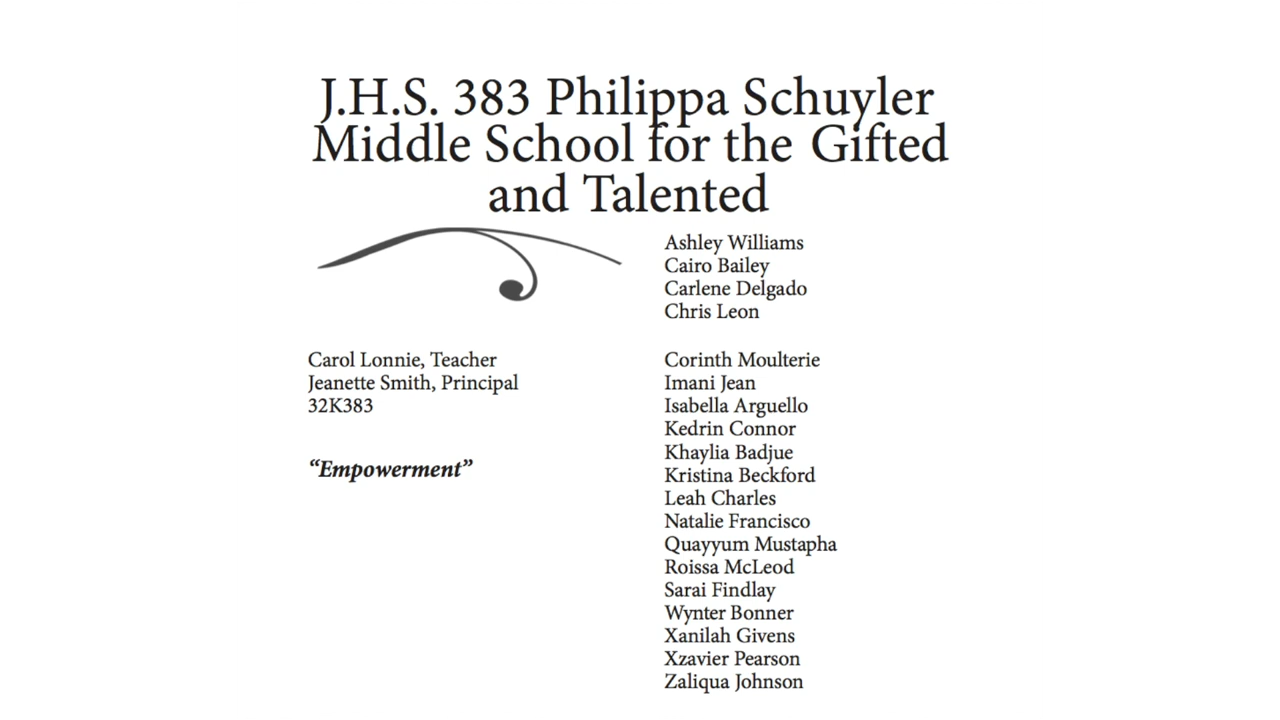 J.H.S. 383 Philippa Schuyler
Middle School for the Gifted
and Talented
Carol Lonnie, Teacher
Jeanette Smith, Principal
32K383
“Empowerment”
Ashley Williams
Cairo Bailey
Carlene Delgado
Chris Leon
Corinth Moulterie
Imani Jean
Isabella Arguello
Kedrin Connor
Khaylia Badjue
Kristina Beckford
Leah Charles
Natalie Francisco
Quayyum Mustapha
Roissa McLeod
Sarai Findlay
Wynter Bonner
Xanilah Givens
Xzavier Pearson
Zaliqua Johnson